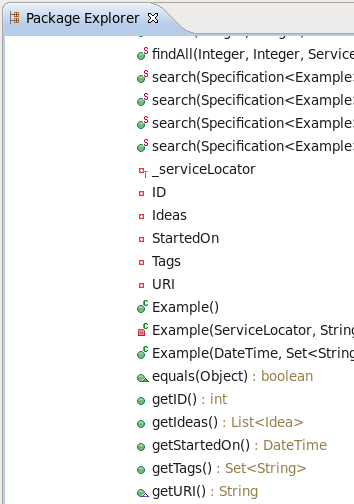 Package Explorer
findAll(Integer, Integer, Service
search(Specification<Example>
search(Specification<Example>
search(Specification<Example>
search(Specification<Example>
_serviceLocator
ID
Ideas
StartedOn
Tags
URI
Example()
Example(ServiceLocator, String
Example(DateTime, Set<String
equals(Object) : boolean
getID() : int
getIdeas() : List<Idea>
getStartedOn() : DateTime
getTags() : Set<String>
getURI() : String